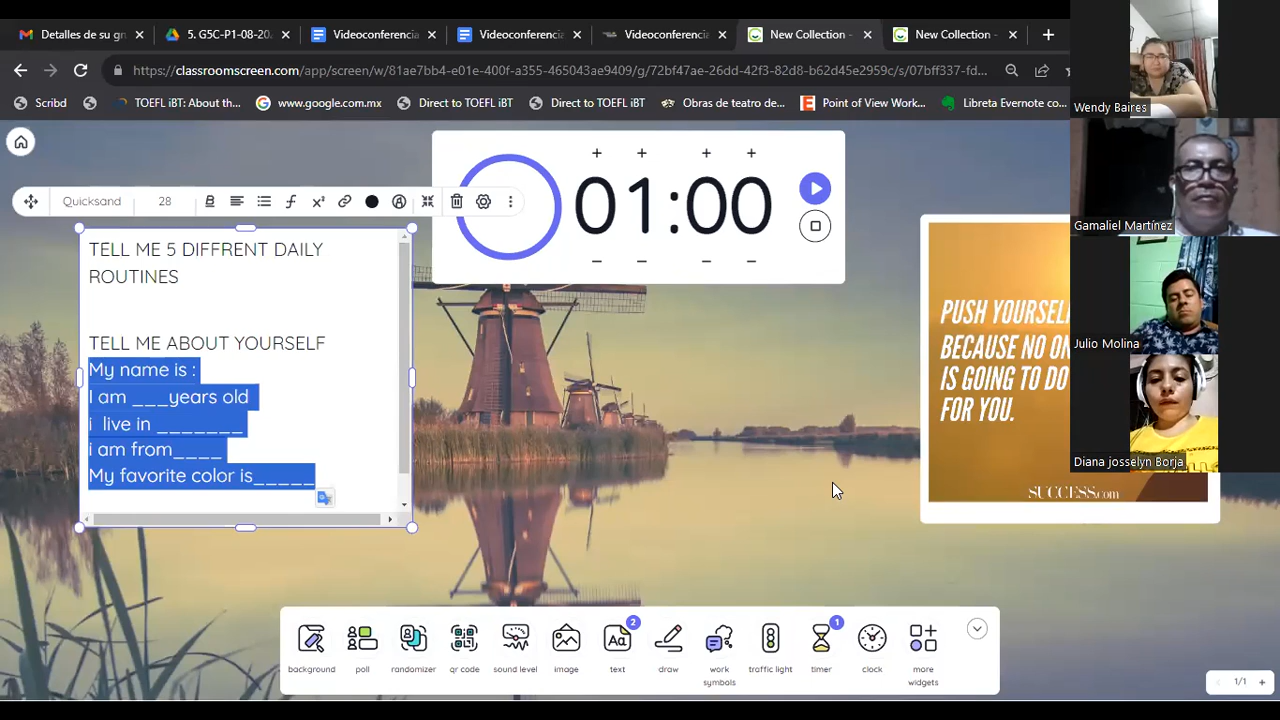 Detalles de su gr
5. G5C-P1-08-20
Videoconferencia
Videoconferencia
Videoconferencia
New Collection -
New Collection -
https://classroomscreen.com/app/screen/w/81ae7bb4-e01e-400f-a355-465043ae9409/g/72bf47ae-26dd-42f3-82d8-b62d45e2959c/s/07bff337-fd...
Scribd
TOEFL iBT: About th...
www.google.com.mx
Direct to TOEFL iBT
Direct to TOEFL iBT
Obras de teatro de...
Point of View Work...
Libreta Evernote co...
Quicksand
28
01:00
TELL ME 5 DIFFRENT DAILY
ROUTINES
TELL ME ABOUT YOURSELF
My name is :
I am ___years old
i live in _______
i am from____
My favorite color is_____
PUSH YOURSEL
BECAUSE NO ON
IS GOING TO DO
FOR YOU.
SUCCESS.com
Wendy Baires
Gamaliel Martínez
Julio Molina
Diana josselyn Borja
background
poll
randomizer
qr code
sound level
image
2
text
draw
work
symbols
traffic light
1
timer
clock
more
widgets
1/1